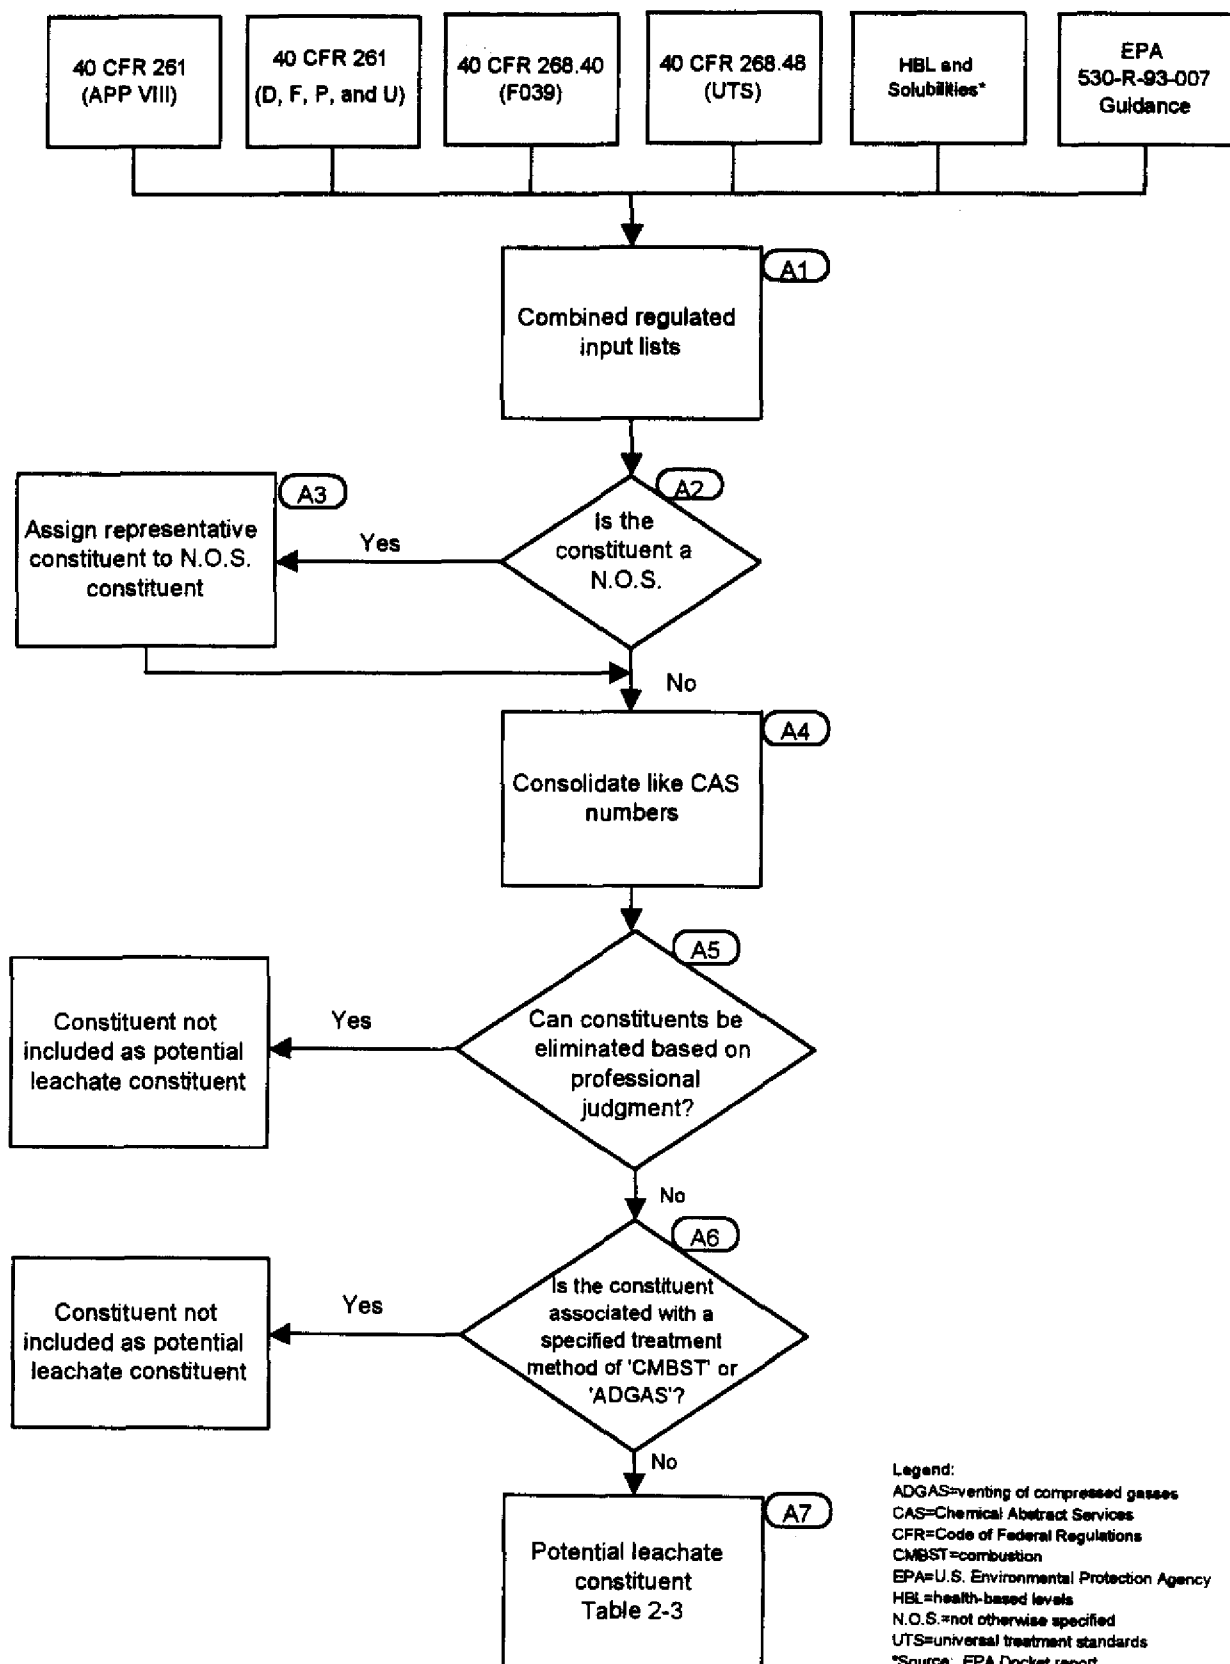 40 CFR 261
(APP VIII)
40 CFR 261
(D, F, P, and U)
40 CFR 268.40
(F039)
40 CFR 268.48
(UTS)
HBL and
Solubilities*
EPA
530-R-93-007
Guidance
A1
Combined regulated
input lists
A2
Is the
constituent a
N.O.S.
Yes
A3
Assign representative
constituent to N.O.S.
constituent
No
A4
Consolidate like CAS
numbers
A5
Can constituents be
eliminated based on
professional
judgment?
Yes
Constituent not
included as potential
leachate constituent
No
A6
Is the constituent
associated with a
specified treatment
method of 'CMBST' or
'ADGAS'?
Yes
Constituent not
included as potential
leachate constituent
No
A7
Potential leachate
constituent
Table 2-3
Legend:
ADGAS=venting of compressed gasses
CAS=Chemical Abstract Services
CFR=Code of Federal Regulations
CMBST=combustion
EPA=U.S. Environmental Protection Agency
HBL=health-based levels
N.O.S.=not otherwise specified
UTS=universal treatment standards
*Source: EPA Docket report